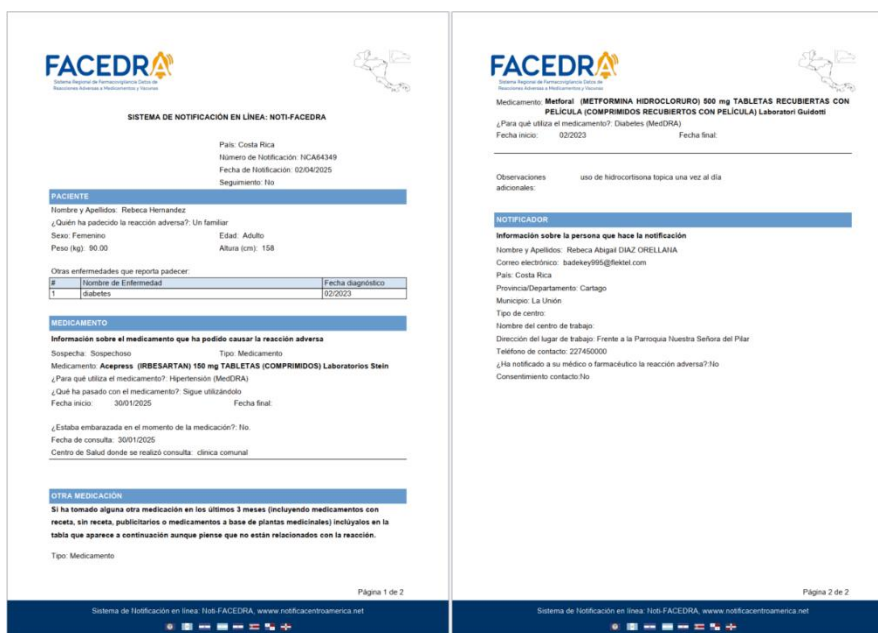 FACEDRA
Sistema Regional de Farmacovigilancia Datos de
Reacciones Adversas a Medicamentos y Vacunas
SISTEMA DE NOTIFICACIÓN EN LÍNEA: NOTI-FACEDRA
País: Costa Rica
Número de Notificación: NCA64349
Fecha de Notificación: 02/04/2025
Seguimiento: No
PACIENTE
Nombre y Apellidos: Rebeca Hernandez
¿Quién ha padecido la reacción adversa?: Un familiar
Sexo: Femenino Edad: Adulto
Peso (kg): 90.00 Altura (cm): 158
Otras enfermedades que reporta padecer:
# Nombre de Enfermedad Fecha diagnóstico
1 diabetes 02/2023
MEDICAMENTO
Información sobre el medicamento que ha podido causar la reacción adversa
Sospecha: Sospechoso Tipo: Medicamento
Medicamento: Acepress (IRBESARTAN) 150 mg TABLETAS (COMPRIMIDOS) Laboratorios Stein
¿Para qué utiliza el medicamento?: Hipertensión (MedDRA)
¿Qué ha pasado con el medicamento?: Sigue utilizándolo
Fecha inicio: 30/01/2025 Fecha final:
¿Estaba embarazada en el momento de la medicación?: No
Fecha de consulta: 30/01/2025
Centro de Salud donde se realizó consulta: clinica comunal
OTRA MEDICACIÓN
Si ha tomado alguna otra medicación en los últimos 3 meses (incluyendo medicamentos con
receta, sin receta, publicitarios o medicamentos a base de plantas medicinales) inclúyalos en la
tabla que aparece a continuación aunque piense que no están relacionados con la reacción.
Tipo: Medicamento
Página 1 de 2
Sistema de Notificación en línea: Noti-FACEDRA, wwww.notificacentroamerica.net
FACEDRA
Sistema Regional de Farmacovigilancia Datos de
Reacciones Adversas a Medicamentos y Vacunas
Medicamento: Metforal (METFORMINA HIDROCLORURO) 500 mg TABLETAS RECUBIERTAS CON
PELÍCULA (COMPRIMIDOS RECUBIERTOS CON PELÍCULA) Laboratori Guidotti
¿Para qué utiliza el medicamento?: Diabetes (MedDRA)
Fecha inicio: 02/2023 Fecha final:
Observaciones uso de hidrocortisona topica una vez al día
adicionales:
NOTIFICADOR
Información sobre la persona que hace la notificación
Nombre y Apellidos: Rebeca Abigail DIAZ ORELLANA
Correo electrónico: badekey995@flektel.com
País: Costa Rica
Provincia/Departamento: Cartago
Municipio: La Unión
Tipo de centro:
Nombre del centro de trabajo:
Dirección del lugar de trabajo: Frente a la Parroquia Nuestra Señora del Pilar
Teléfono de contacto: 227450000
¿Ha notificado a su médico o farmacéutico la reacción adversa?:No
Consentimiento contacto:No
Página 2 de 2
Sistema de Notificación en línea: Noti-FACEDRA, wwww.notificacentroamerica.net